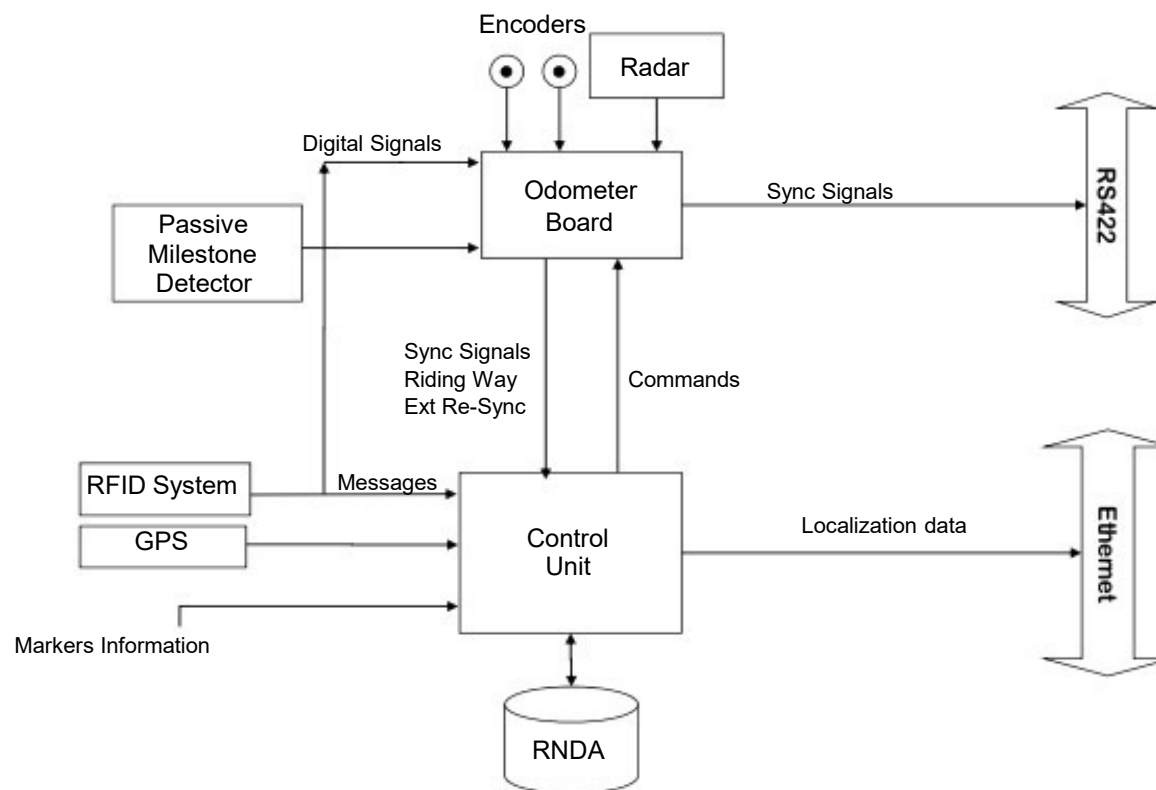 Encoders
Radar
Digital Signals
Odometer
Board
Sync Signals
RS422
Passive
Milestone
Detector
Sync Signals
Riding Way
Ext Re-Sync
Commands
RFID System
Messages
GPS
Control
Unit
Localization data
Ethernet
Markers Information
RNDA